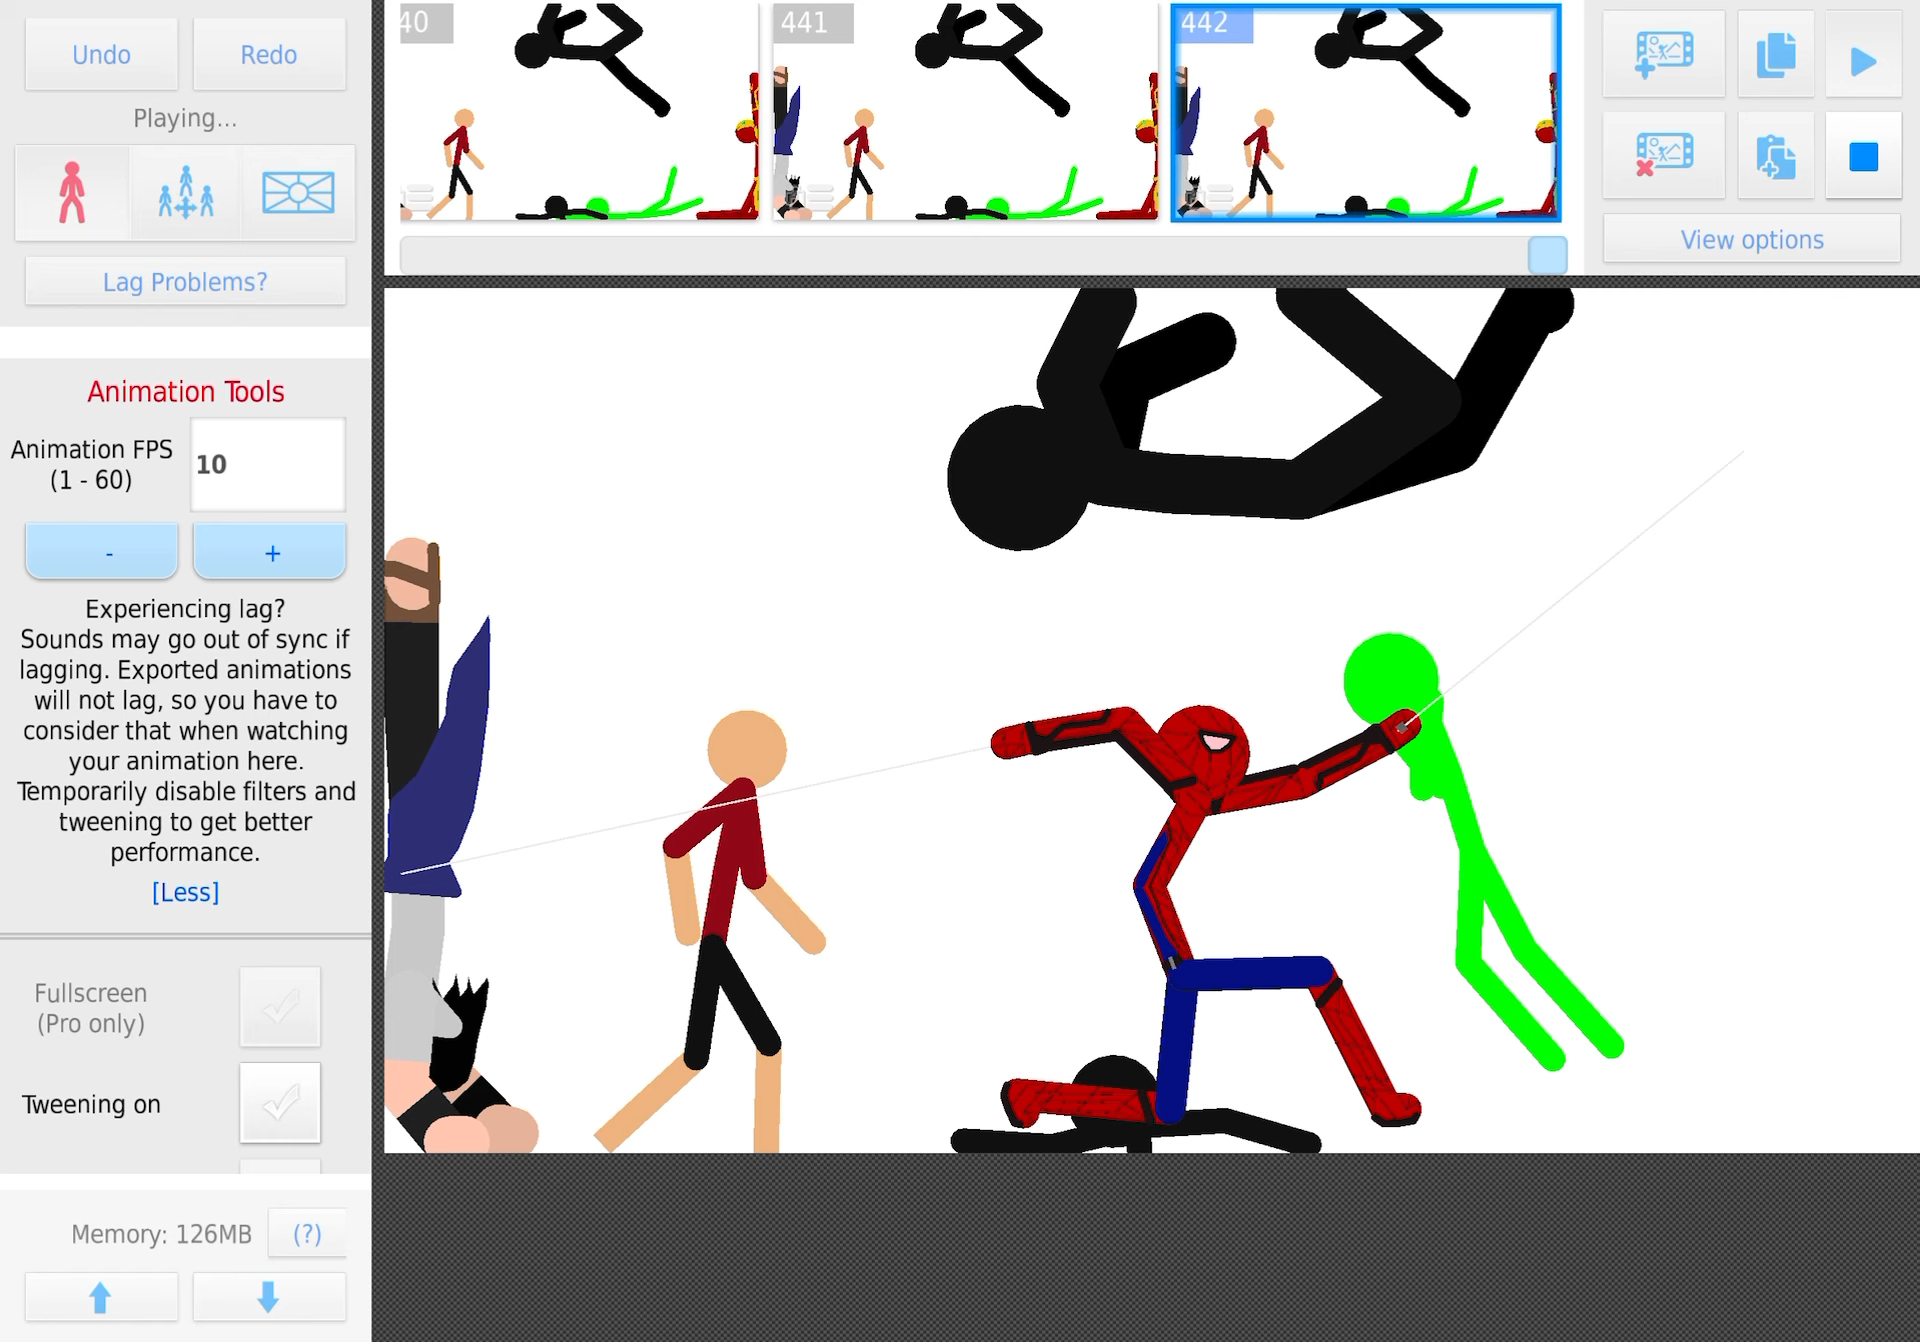 Undo
Redo
Playing...
Lag Problems?
40
441
442
View options
Animation Tools
Animation FPS
(1 - 60)
10
-
+
Experiencing lag?
Sounds may go out of sync if
lagging. Exported animations
will not lag, so you have to
consider that when watching
your animation here.
Temporarily disable filters and
tweening to get better
performance.
[Less]
Fullscreen
(Pro only)
Tweening on
Memory: 126MB
(?)